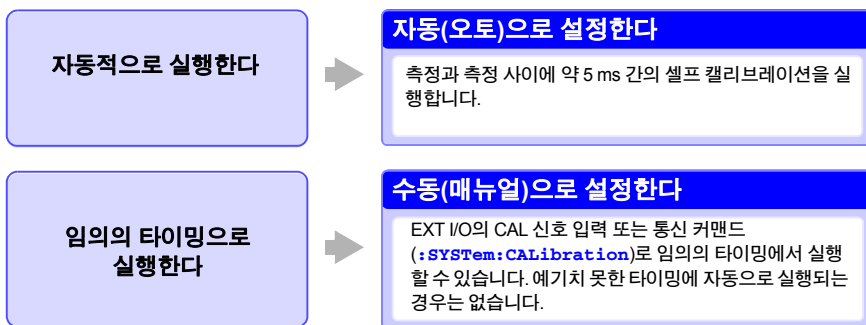 자동적으로 실행한다
자동(오토)으로 설정한다
측정과 측정 사이에 약 5 ms 간의 셀프 캘리브레이션을 실
행합니다.
임의의 타이밍으로
실행한다
수동(매뉴얼)으로 설정한다
EXT I/O의 CAL 신호 입력 또는 통신 커맨드
(:SYSTem:CALibration)로 임의의 타이밍에서 실행
할 수 있습니다. 예기치 못한 타이밍에 자동으로 실행되는
경우는 없습니다.